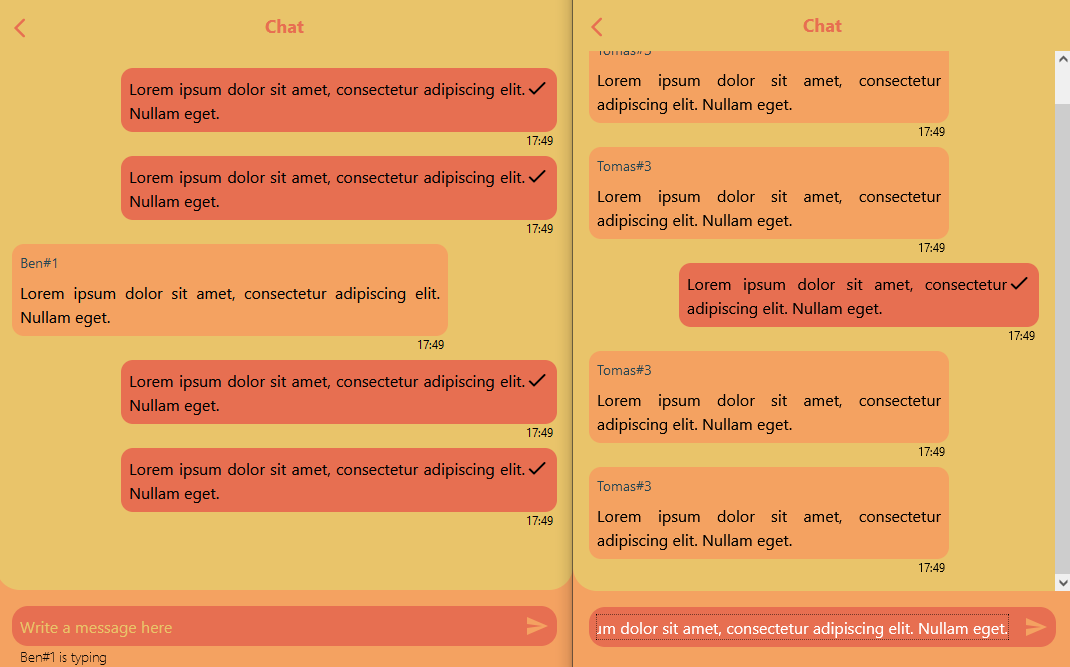 Chat
Lorem ipsum dolor sit amet, consectetur adipiscing elit.
Nullam eget.
17:49
Lorem ipsum dolor sit amet, consectetur adipiscing elit.
Nullam eget.
17:49
Ben#1
Lorem ipsum dolor sit amet, consectetur adipiscing elit.
Nullam eget.
17:49
Lorem ipsum dolor sit amet, consectetur adipiscing elit.
Nullam eget.
17:49
Lorem ipsum dolor sit amet, consectetur adipiscing elit.
Nullam eget.
17:49
Write a message here
Ben#1 is typing
Chat
Tomas#3
Lorem ipsum dolor sit amet, consectetur
adipiscing elit. Nullam eget.
17:49
Tomas#3
Lorem ipsum dolor sit amet, consectetur
adipiscing elit. Nullam eget.
17:49
Lorem ipsum dolor sit amet, consectetur
adipiscing elit. Nullam eget.
17:49
Tomas#3
Lorem ipsum dolor sit amet, consectetur
adipiscing elit. Nullam eget.
17:49
Tomas#3
Lorem ipsum dolor sit amet, consectetur
adipiscing elit. Nullam eget.
17:49
um dolor sit amet, consectetur adipiscing elit. Nullam eget.